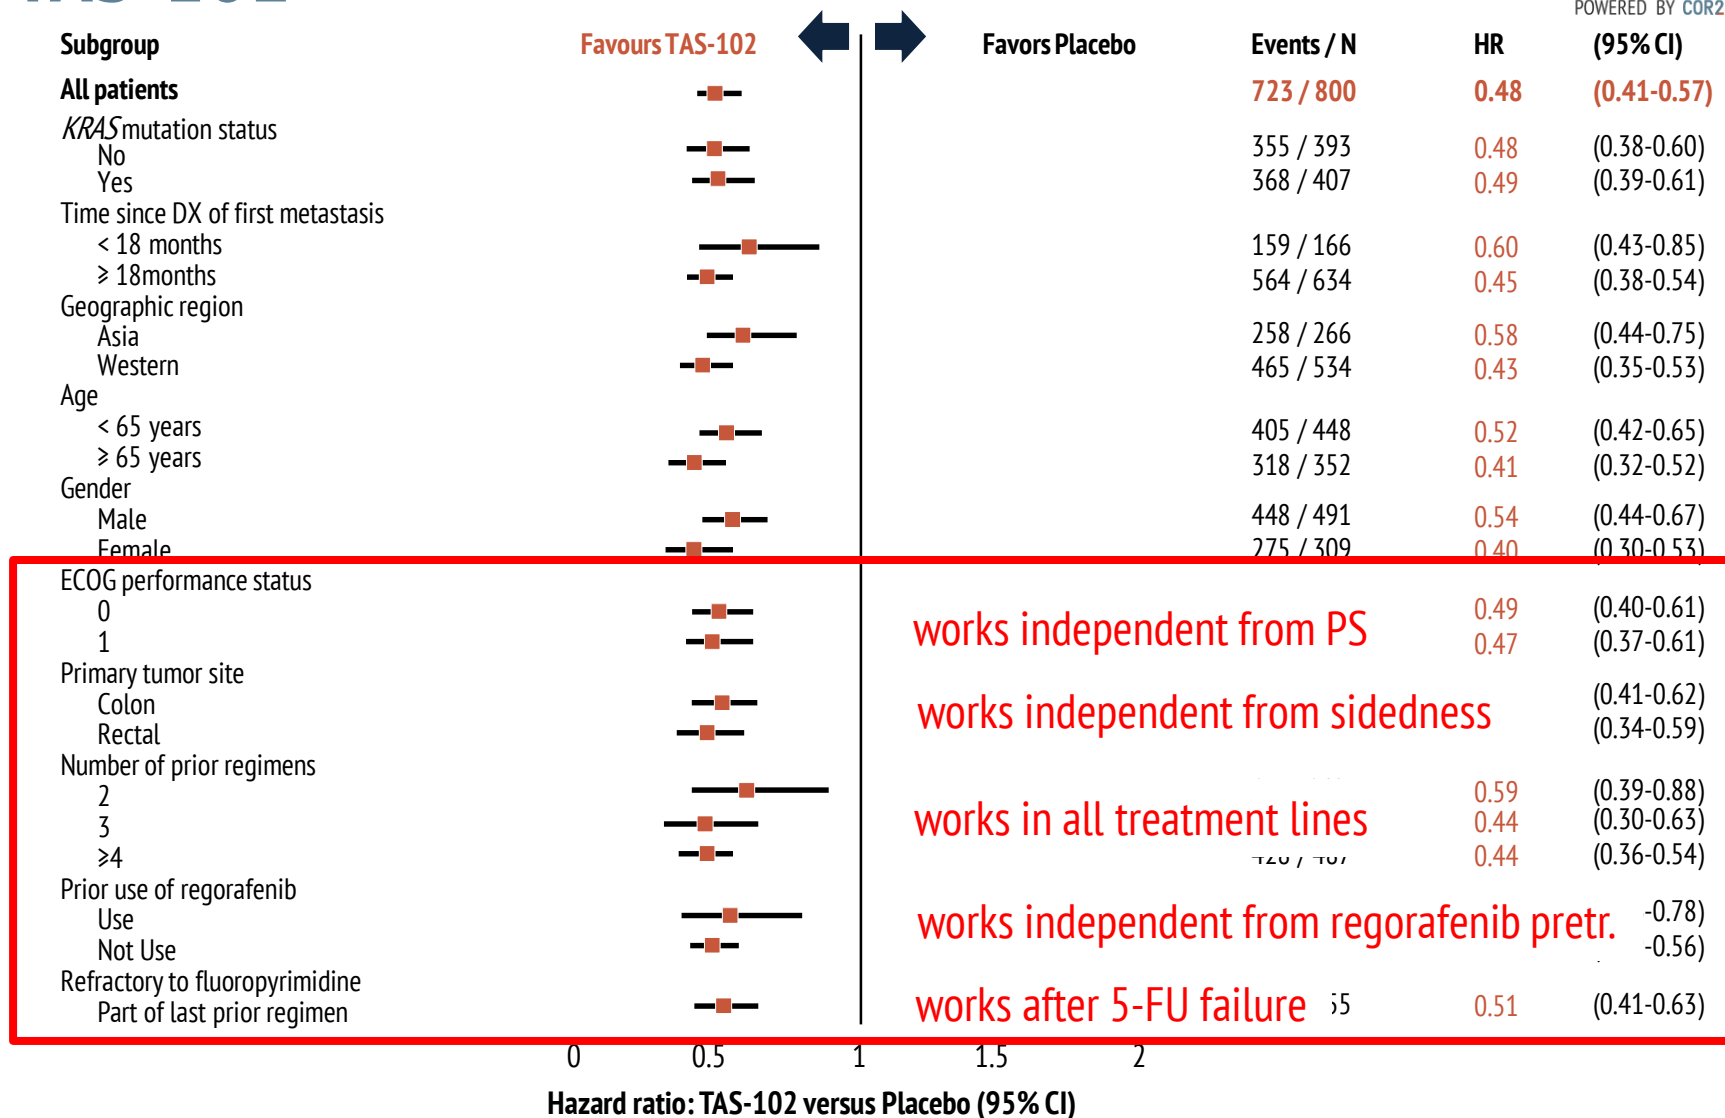 TAS-102
POWERED BY COR2
Subgroup Favours TAS-102 Favors Placebo Events / N HR (95% CI)
All patients 723 / 800 0.48 (0.41-0.57)
KRAS mutation status
No 355 / 393 0.48 (0.38-0.60)
Yes 368 / 407 0.49 (0.39-0.61)
Time since DX of first metastasis
< 18 months 159 / 166 0.60 (0.43-0.85)
≥ 18months 564 / 634 0.45 (0.38-0.54)
Geographic region
Asia 258 / 266 0.58 (0.44-0.75)
Western 465 / 534 0.43 (0.35-0.53)
Age
< 65 years 405 / 448 0.52 (0.42-0.65)
≥ 65 years 318 / 352 0.41 (0.32-0.52)
Gender
Male 448 / 491 0.54 (0.44-0.67)
Female 275 / 309 0.40 (0.30-0.53)
ECOG performance status
0 0.49 (0.40-0.61)
works independent from PS
1 0.47 (0.37-0.61)
Primary tumor site
Colon (0.41-0.62)
works independent from sidedness
Rectal (0.34-0.59)
Number of prior regimens
2 0.59 (0.39-0.88)
3 works in all treatment lines 0.44 (0.30-0.63)
≥4 0.44 (0.36-0.54)
Prior use of regorafenib
Use works independent from regorafenib pretr. -0.78)
Not Use -0.56)
Refractory to fluoropyrimidine
Part of last prior regimen works after 5-FU failure 55 0.51 (0.41-0.63)
0 0.5 1 1.5 2
Hazard ratio: TAS-102 versus Placebo (95% CI)